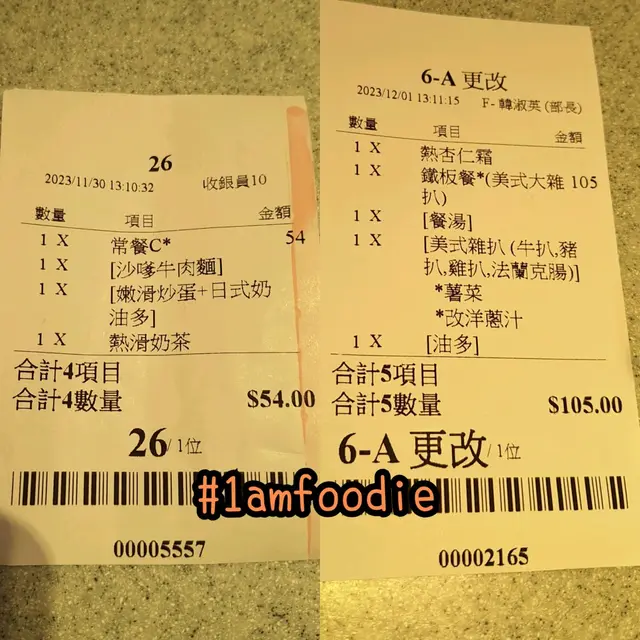 26
2023/11/30 13:10:32 收銀員10
數量 項目 金額
1 X 常餐C* 54
1 X [沙嗲牛肉麵]
1 X [嫩滑炒蛋+日式奶
油多]
1 X 熱滑奶茶
合計4項目
合計4數量 $54.00
26/1位
00005557
6-A 更改
2023/12/01 13:11:15 F- 韓淑英 (部長)
數量 項目 金額
1 X 熱杏仁霜
1 X 鐵板餐*(美式大雜 105
扒)
1 X [餐湯]
1 X [美式雜扒 (牛扒,豬
扒,雞扒,法蘭克腸)]
*薯菜
*改洋蔥汁
1 X [油多]
合計5項目
合計5數量 $105.00
6-A 更改/1位
00002165
#1amfoodie